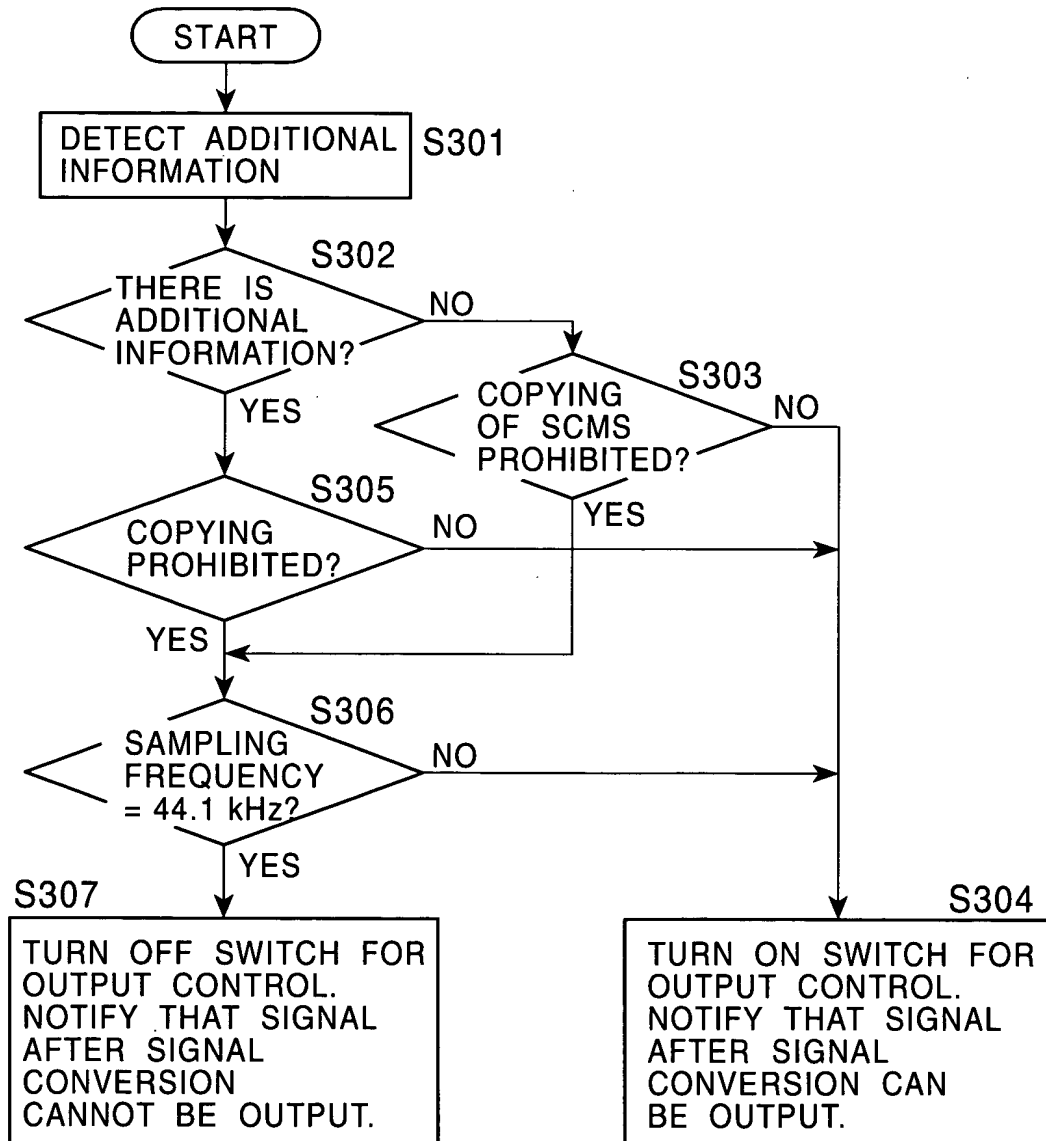 START
DETECT ADDITIONAL
INFORMATION
S301
S302
THERE IS
ADDITIONAL
INFORMATION?
NO
YES
S303
COPYING
OF SCMS
PROHIBITED?
NO
YES
S305
COPYING
PROHIBITED?
NO
YES
S306
SAMPLING
FREQUENCY
= 44.1 kHz?
NO
YES
S307
TURN OFF SWITCH FOR
OUTPUT CONTROL.
NOTIFY THAT SIGNAL
AFTER SIGNAL
CONVERSION
CANNOT BE OUTPUT.
S304
TURN ON SWITCH FOR
OUTPUT CONTROL.
NOTIFY THAT SIGNAL
AFTER SIGNAL
CONVERSION CAN
BE OUTPUT.